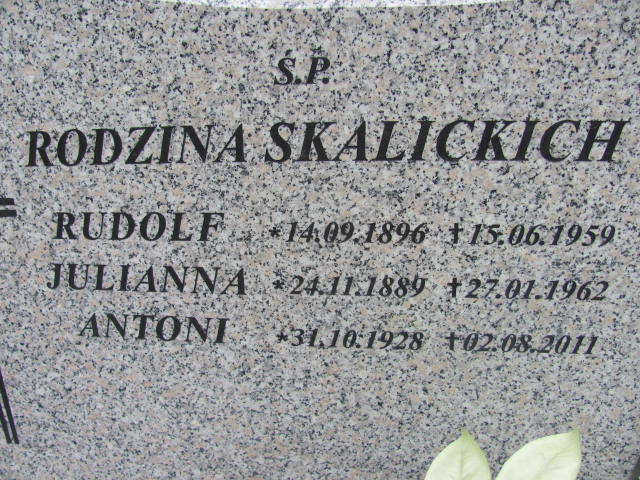 Ś.P.
RODZINA SKALICKICH
RUDOLF *14.09.1896 †15.06.1959
JULIANNA *24.11.1889 †27.01.1962
ANTONI *31.10.1928 †02.08.2011